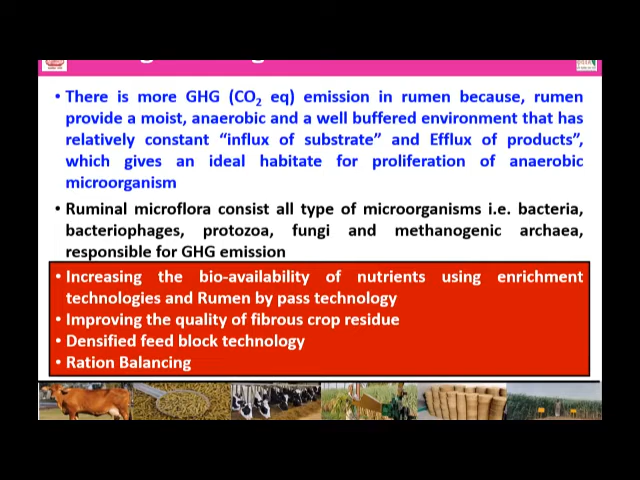 • There is more GHG (CO₂ eq) emission in rumen because, rumen
provide a moist, anaerobic and a well buffered environment that has
relatively constant “influx of substrate” and Efflux of products”,
which gives an ideal habitate for proliferation of anaerobic
microorganism
• Ruminal microflora consist all type of microorganisms i.e. bacteria,
bacteriophages, protozoa, fungi and methanogenic archaea,
responsible for GHG emission
• Increasing the bio-availability of nutrients using enrichment
technologies and Rumen by pass technology
• Improving the quality of fibrous crop residue
• Densified feed block technology
• Ration Balancing